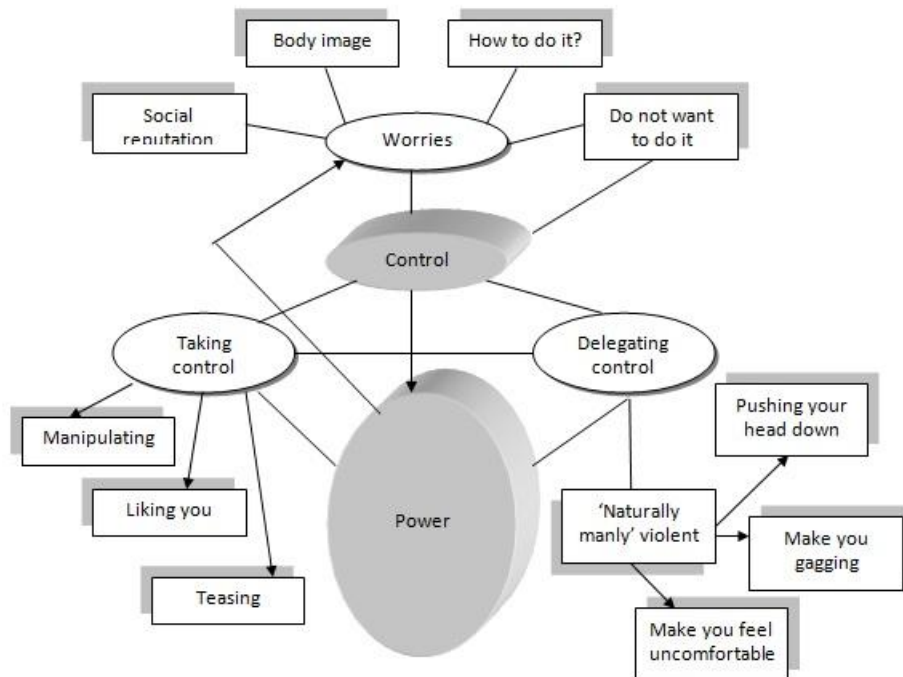 Body image
How to do it?
Social
reputation
Do not want
to do it
Worries
Control
Taking
control
Delegating
control
Manipulating
Liking you
Teasing
Power
Pushing your
head down
‘Naturally
manly’ violent
Make you
gagging
Make you feel
uncomfortable